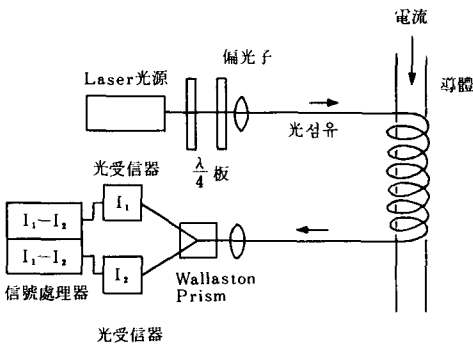 電流
偏光子
Laser光源
導體
光섬유
λ/4 板
光受信器
I₁
I₁−I₂
I₁−I₂
I₂
信號處理器
Wallaston
Prism
光受信器